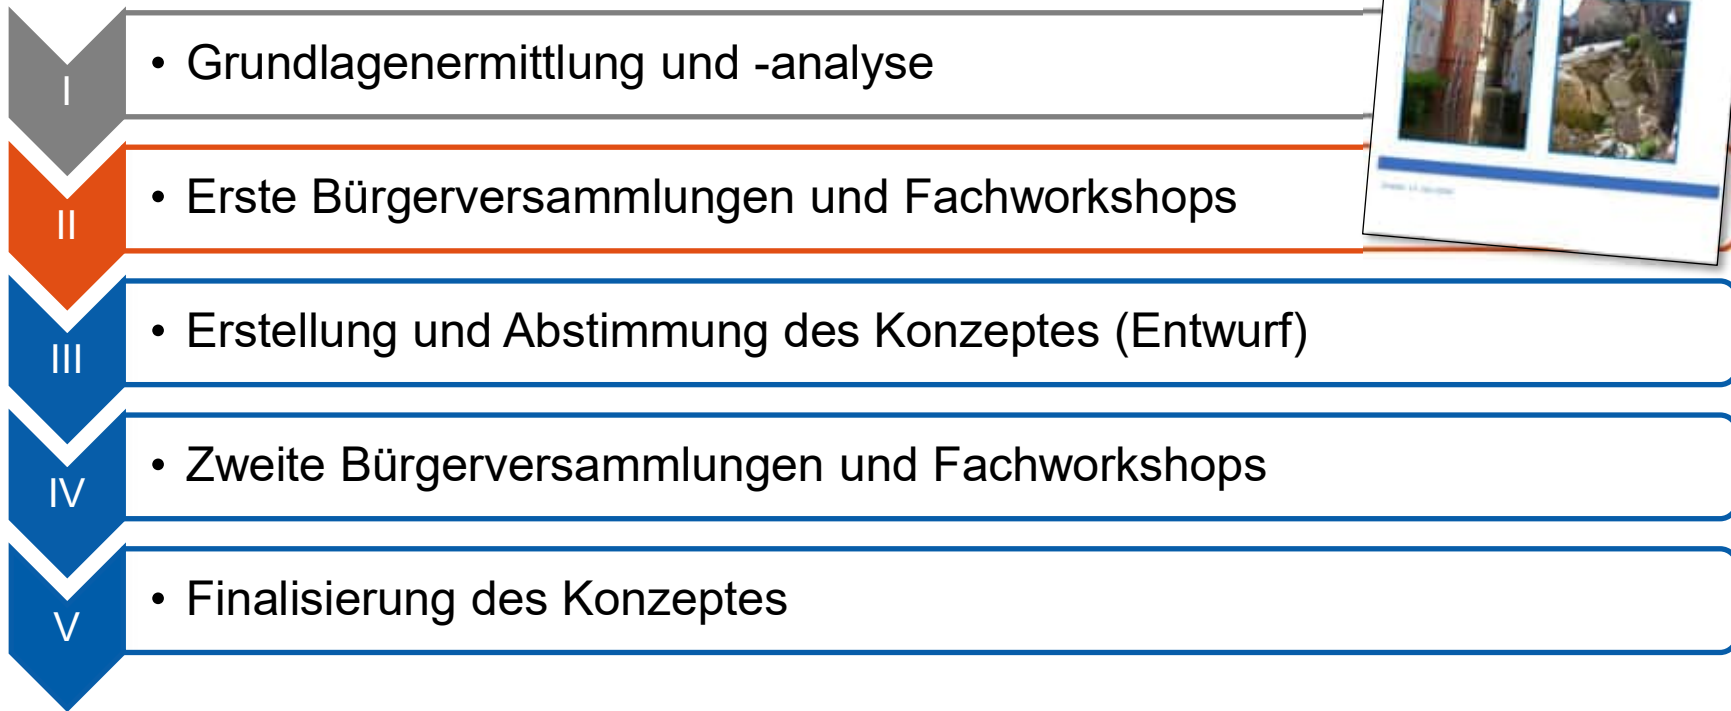 I
• Grundlagenermittlung und -analyse
II
• Erste Bürgerversammlungen und Fachworkshops
III
• Erstellung und Abstimmung des Konzeptes (Entwurf)
IV
• Zweite Bürgerversammlungen und Fachworkshops
V
• Finalisierung des Konzeptes